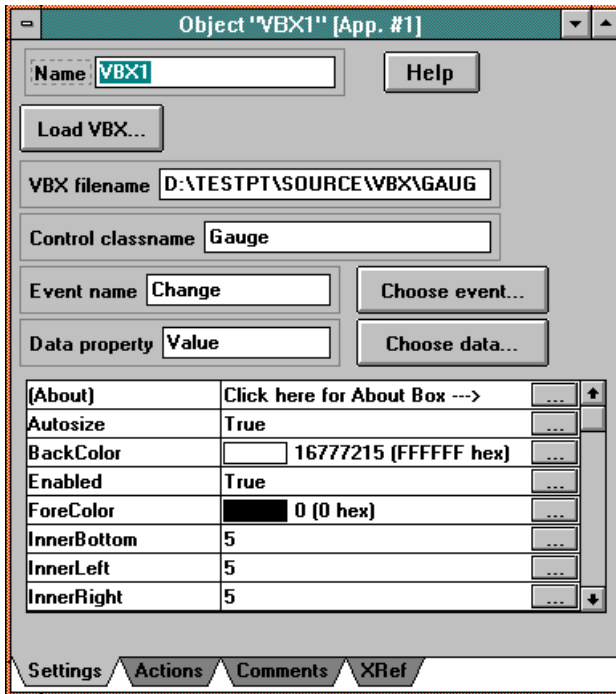 Object "VBX1" [App. #1]
Name VBX1 Help
Load VBX...
VBX filename D:\TESTPT\SOURCE\VBX\GAUG
Control classname Gauge
Event name Change Choose event...
Data property Value Choose data...
(About) Click here for About Box ---> ...
Autosize True ...
BackColor 16777215 (FFFFFF hex) ...
Enabled True ...
ForeColor 0 (0 hex) ...
InnerBottom 5 ...
InnerLeft 5 ...
InnerRight 5 ...
Settings Actions Comments XRef